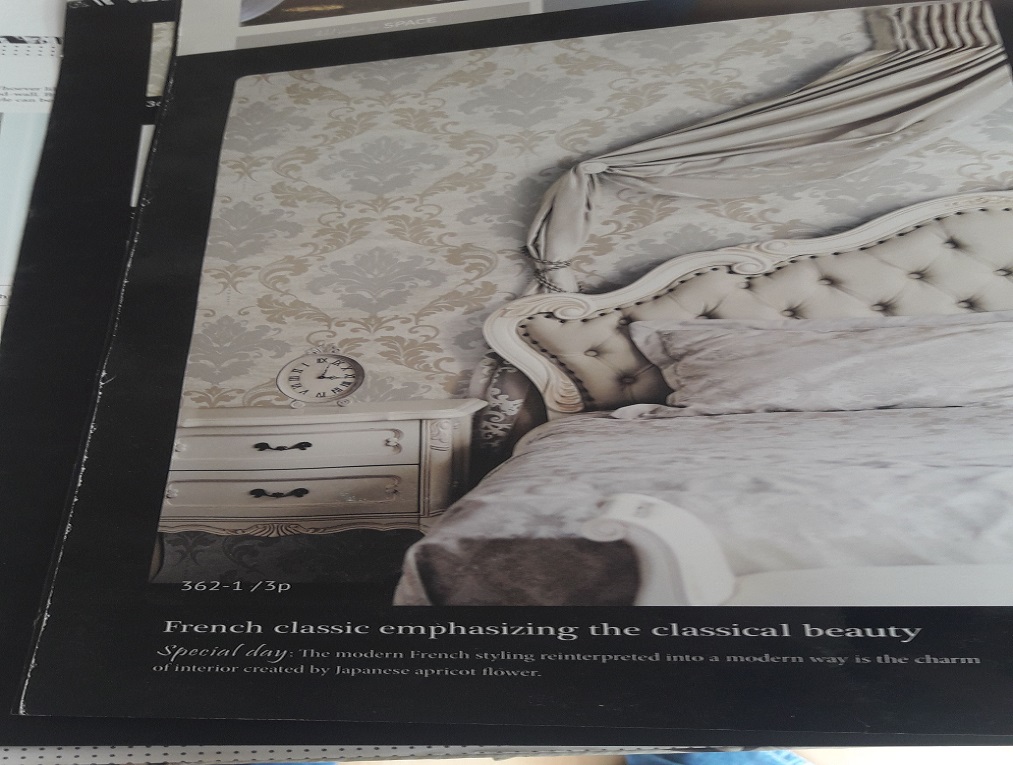 SPACE
362-1 /3p
French classic emphasizing the classical beauty
Special day: The modern French styling reinterpreted into a modern way is the charm
of interior created by Japanese apricot flower.